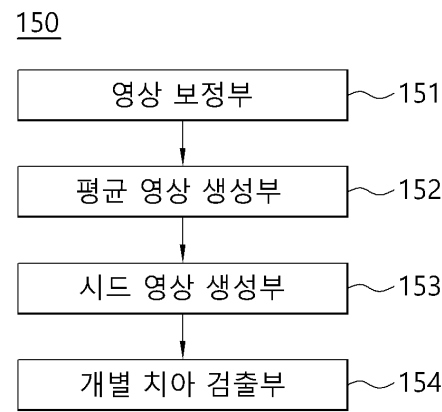 150
영상 보정부 151
평균 영상 생성부 152
시드 영상 생성부 153
개별 치아 검출부 154